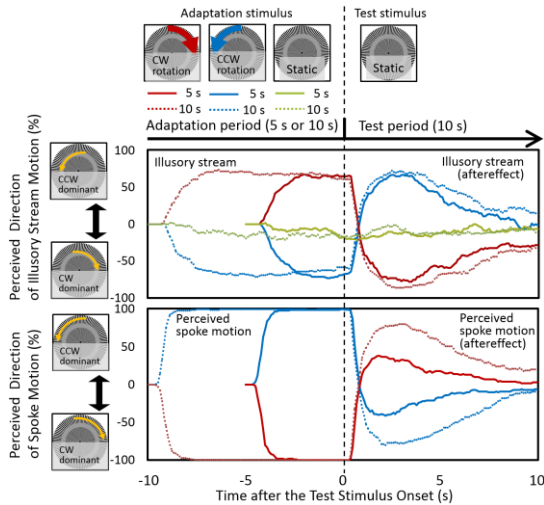 Adaptation stimulus
Test stimulus
CW
rotation
CCW
rotation
Static
Static
5 s 5 s 5 s
10 s 10 s 10 s
Adaptation period (5 s or 10 s)
Test period (10 s)
Perceived Direction
of Illusory Stream Motion (%)
CCW
dominant
CW
dominant
100
50
0
-50
-100
Illusory stream
Illusory stream
(aftereffect)
Perceived Direction
of Spoke Motion (%)
CCW
dominant
CW
dominant
100
50
0
-50
-100
Perceived
spoke motion
Perceived
spoke motion
(aftereffect)
-10 -5 0 5 10
Time after the Test Stimulus Onset (s)